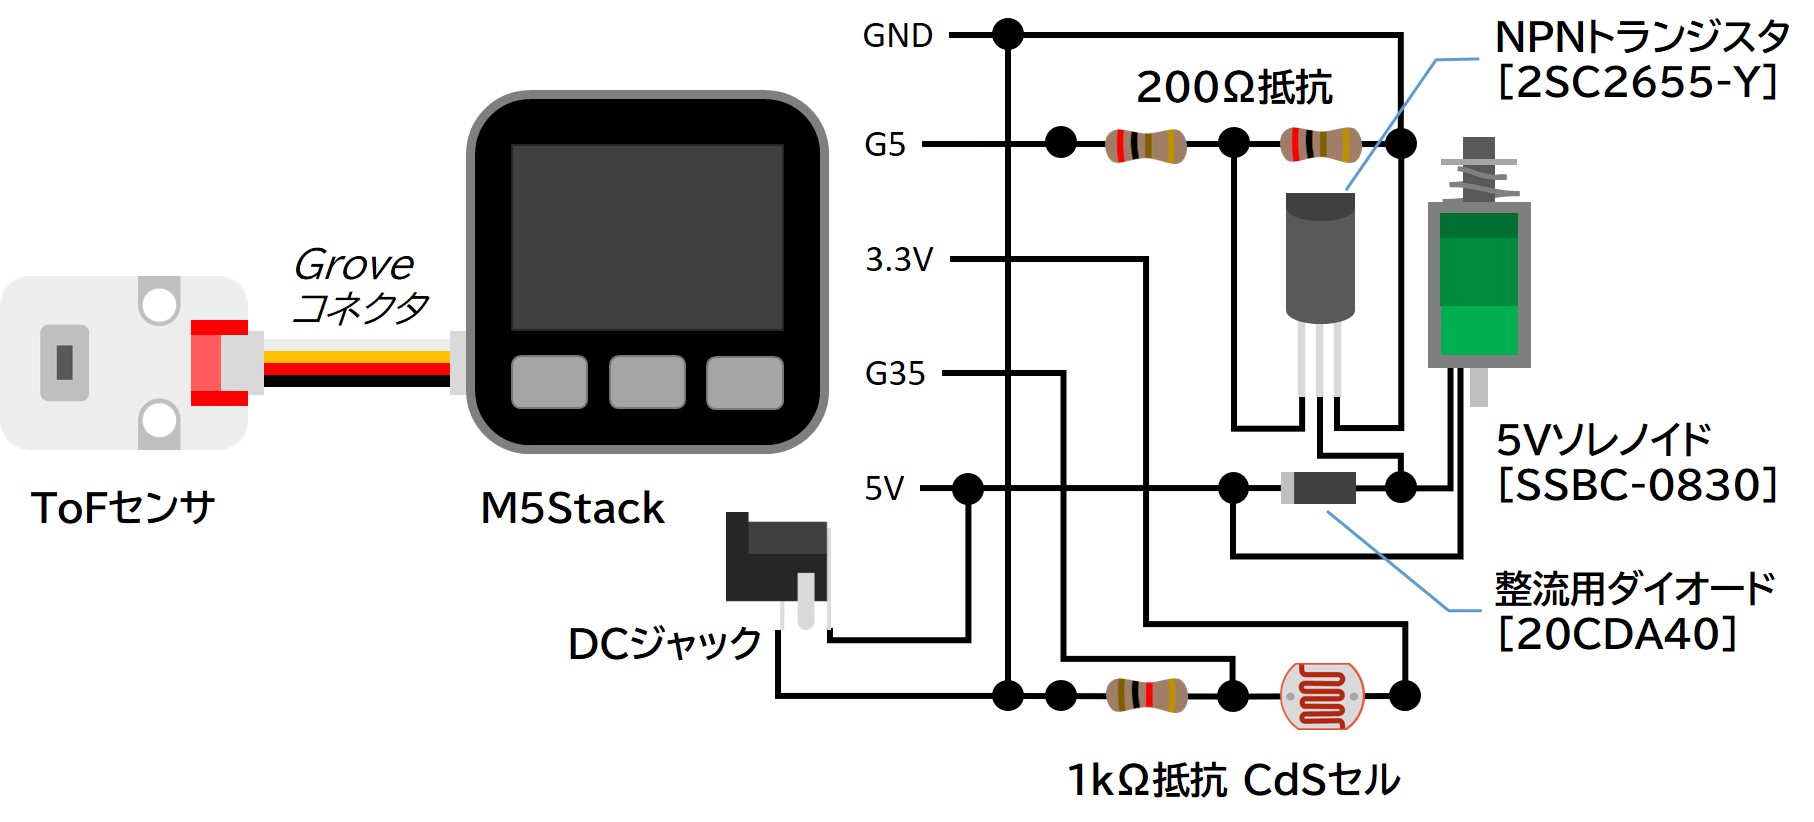 GND
NPNトランジスタ
[2SC2655-Y]
200Ω抵抗
G5
3.3V
Grove
コネクタ
G35
5Vソレノイド
[SSBC-0830]
5V
ToFセンサ
M5Stack
整流用ダイオード
[20CDA40]
DCジャック
1kΩ抵抗 CdSセル